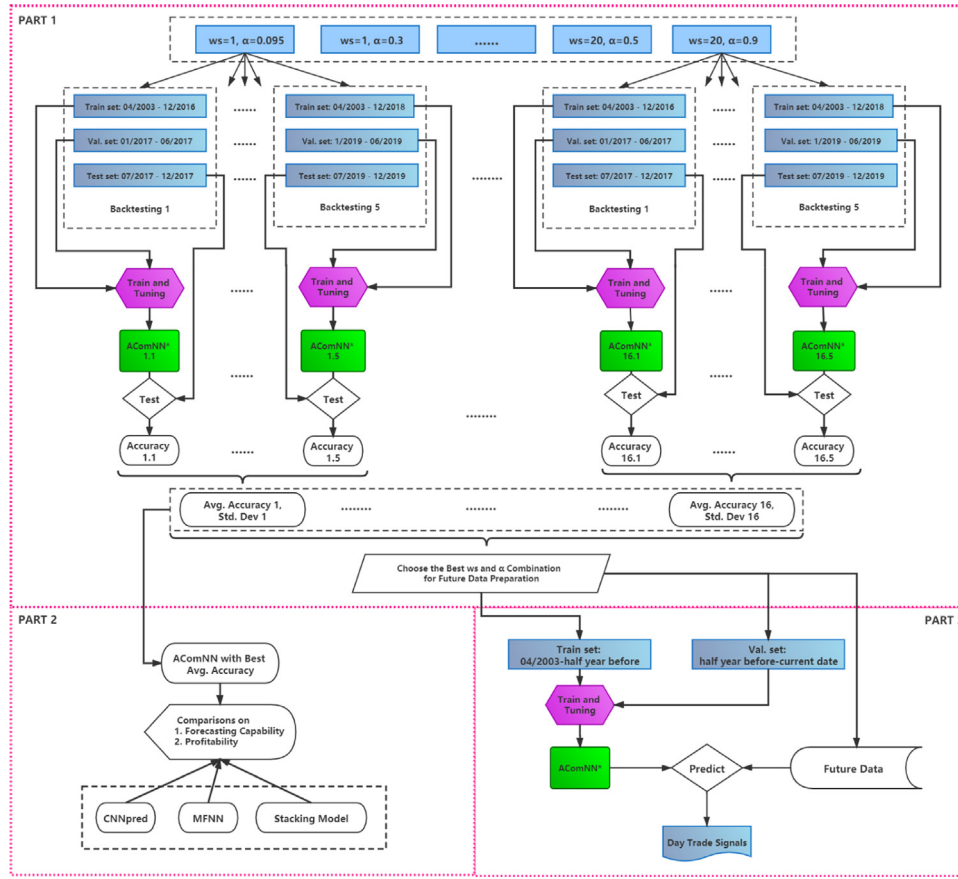 PART 1
ws=1, α=0.095
ws=1, α=0.3
......
ws=20, α=0.5
ws=20, α=0.9
Train set: 04/2003 - 12/2016
......
Train set: 04/2003 - 12/2018
Train set: 04/2003 - 12/2016
......
Train set: 04/2003 - 12/2018
Val. set: 01/2017 - 06/2017
......
Val. set: 1/2019 - 06/2019
Val. set: 01/2017 - 06/2017
......
Val. set: 1/2019 - 06/2019
Test set: 07/2017 - 12/2017
......
Test set: 07/2019 - 12/2019
........
Test set: 07/2017 - 12/2017
......
Test set: 07/2019 - 12/2019
Backtesting 1
Backtesting 5
Backtesting 1
Backtesting 5
Train and
Tuning
......
Train and
Tuning
Train and
Tuning
......
Train and
Tuning
AComNN*
1.1
AComNN*
1.5
AComNN*
16.1
AComNN*
16.5
......
......
Test
Test
Test
Test
........
Accuracy
1.1
......
Accuracy
1.5
Accuracy
16.1
......
Accuracy
16.5
Avg. Accuracy 1,
Std. Dev 1
........
........
........
Avg. Accuracy 16,
Std. Dev 16
Choose the Best ws and α Combination
for Future Data Preparation
PART 2
AComNN with Best
Avg. Accuracy
Comparisons on
1. Forecasting Capability
2. Profitability
CNNpred
MFNN
Stacking Model
PART
Train set:
04/2003-half year before
Val. set:
half year before-current date
Train and
Tuning
AComNN*
Predict
Future Data
Day Trade Signals